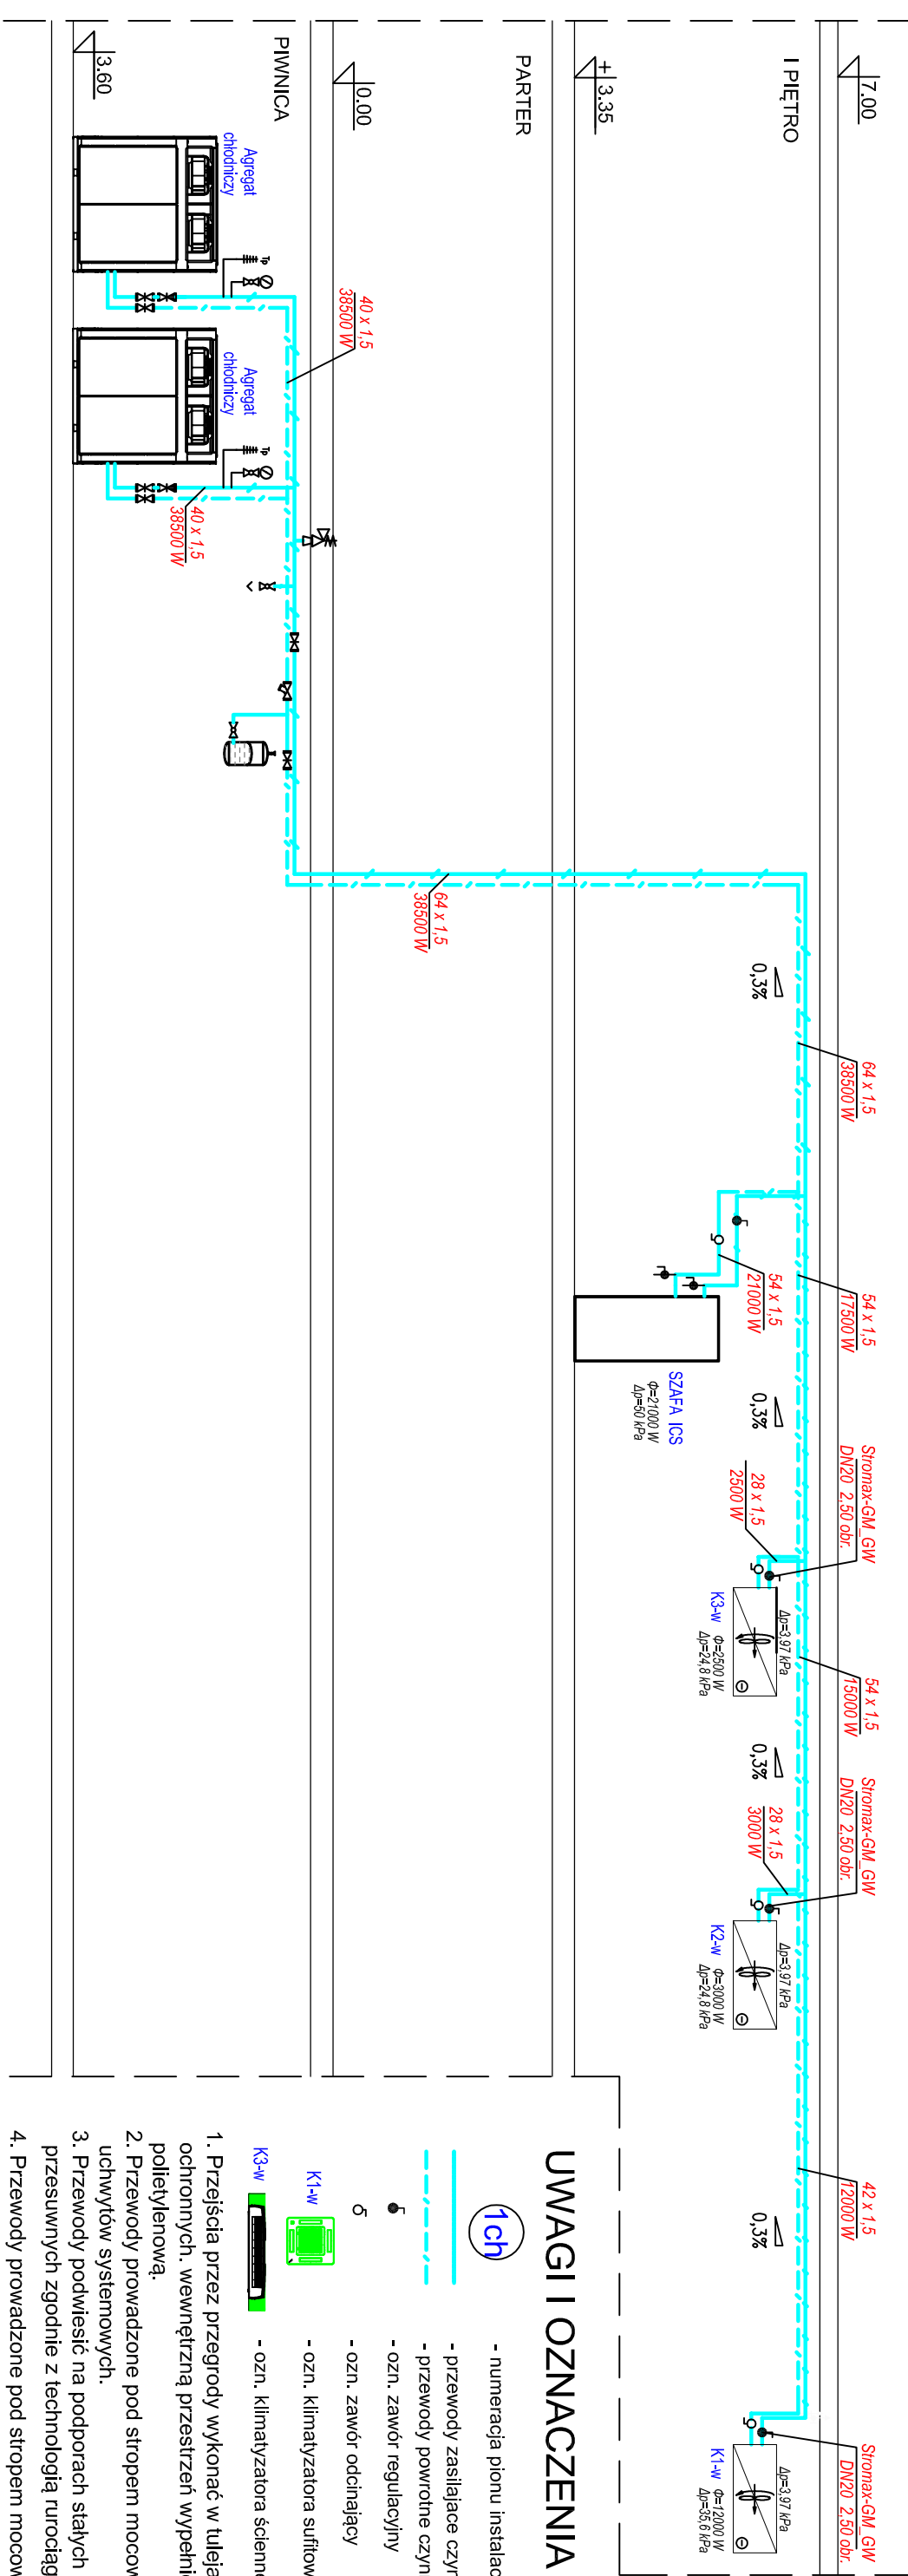 7.00
I PIĘTRO
+3.35
PARTER
0.00
PIWNICA
3.60
Agregat
chłodniczy
Tp
40 x 1,5
38500 W
Agregat
chłodniczy
Tp
40 x 1,5
38500 W
64 x 1,5
38500 W
0,3%
64 x 1,5
38500 W
54 x 1,5
21000 W
54 x 1,5
17500 W
SZAFA ICS
Φ=21000 W
Δp=50 kPa
0,3%
Stromax-GM_GW
DN20 2,50 obr.
28 x 1,5
2500 W
Δp=3,97 kPa
K3-w Φ=2500 W
Δp=24,8 kPa
54 x 1,5
15000 W
0,3%
Stromax-GM_GW
DN20 2,50 obr.
28 x 1,5
3000 W
Δp=3,97 kPa
K2-w Φ=3000 W
Δp=24,8 kPa
42 x 1,5
12000 W
0,3%
Stromax-GM_GW
DN20 2,50 obr.
Δp=3,97 kPa
K1-w Φ=12000 W
Δp=35,6 kPa
UWAGI I OZNACZENIA
1ch - numeracja pionu instalac
- przewody zasilajace czyn
- przewody powrotne czyn
- ozn. zawór regulacyjny
- ozn. zawór odcinający
K1-w - ozn. klimatyzatora sufitow
K3-w - ozn. klimatyzatora ścienn
1. Przejścia przez przegrody wykonać w tuleja
ochronnych. wewnętrzną przestrzeń wypełni
polietylenową.
2. Przewody prowadzone pod stropem mocow
uchwytów systemowych.
3. Przewody podwiesić na podporach stałych
przesuwnych zgodnie z technologią rurociąg
4. Przewody prowadzone pod stropem mocow